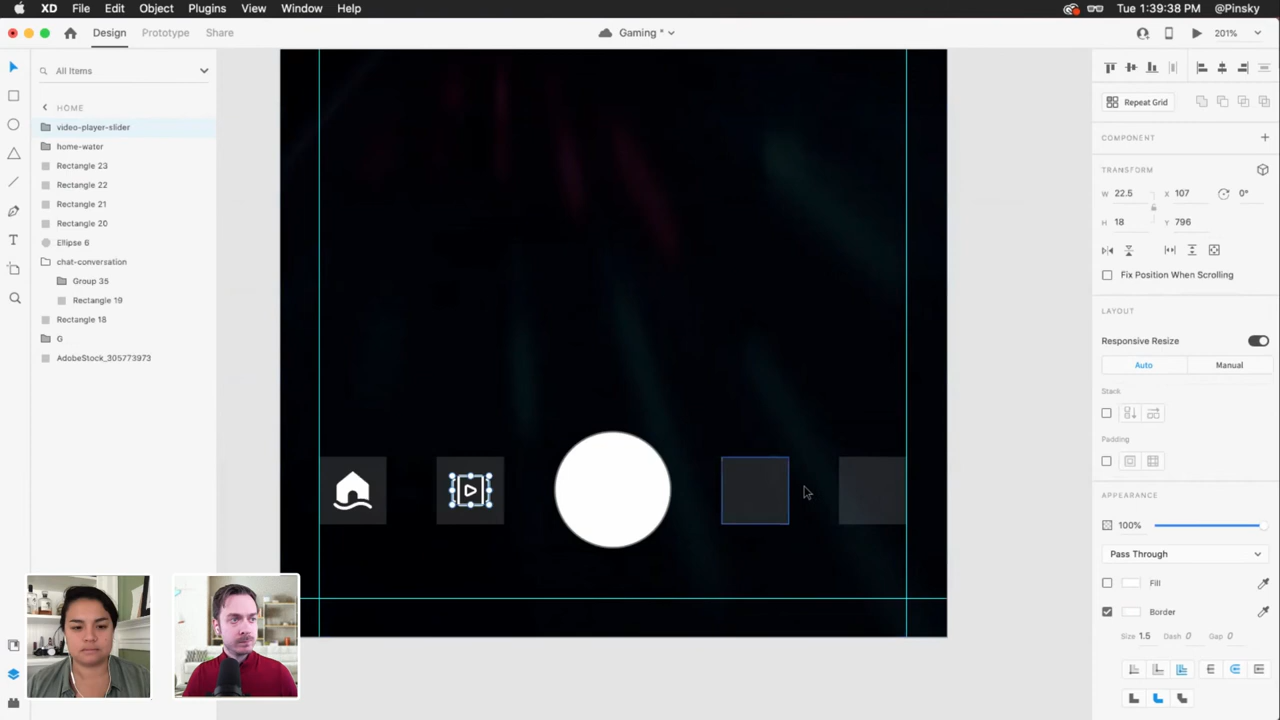 XD File Edit Object Plugins View Window Help Tue 1:39:38 PM @Pinsky
Design Prototype Share Gaming * 201%
All Items
HOME
video-player-slider
home-water
Rectangle 23
Rectangle 22
Rectangle 21
Rectangle 20
Ellipse 6
chat-conversation
Group 35
Rectangle 19
Rectangle 18
G
AdobeStock_305773973
Repeat Grid
COMPONENT
TRANSFORM
W 22.5 X 107 0°
H 18 Y 796
Fix Position When Scrolling
LAYOUT
Responsive Resize
Auto Manual
Stack
Padding
APPEARANCE
100%
Pass Through
Fill
Border
Size 1.5 Dash 0 Gap 0